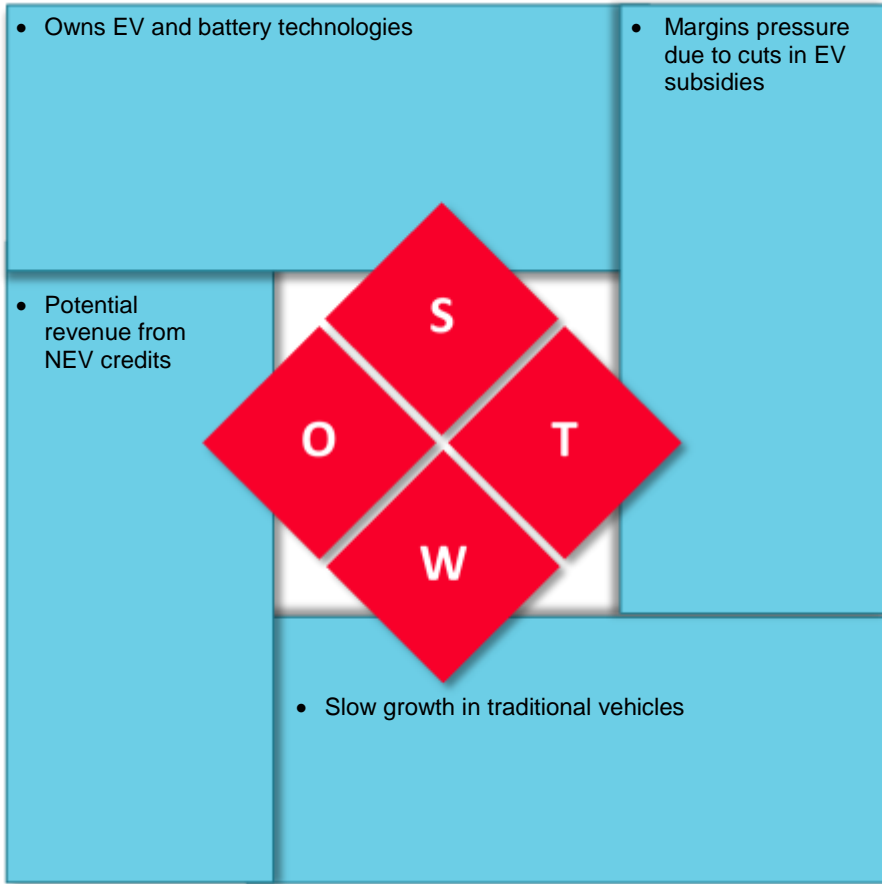 • Owns EV and battery technologies
• Margins pressure
due to cuts in EV
subsidies
• Potential
revenue from
NEV credits
S
O
T
W
• Slow growth in traditional vehicles